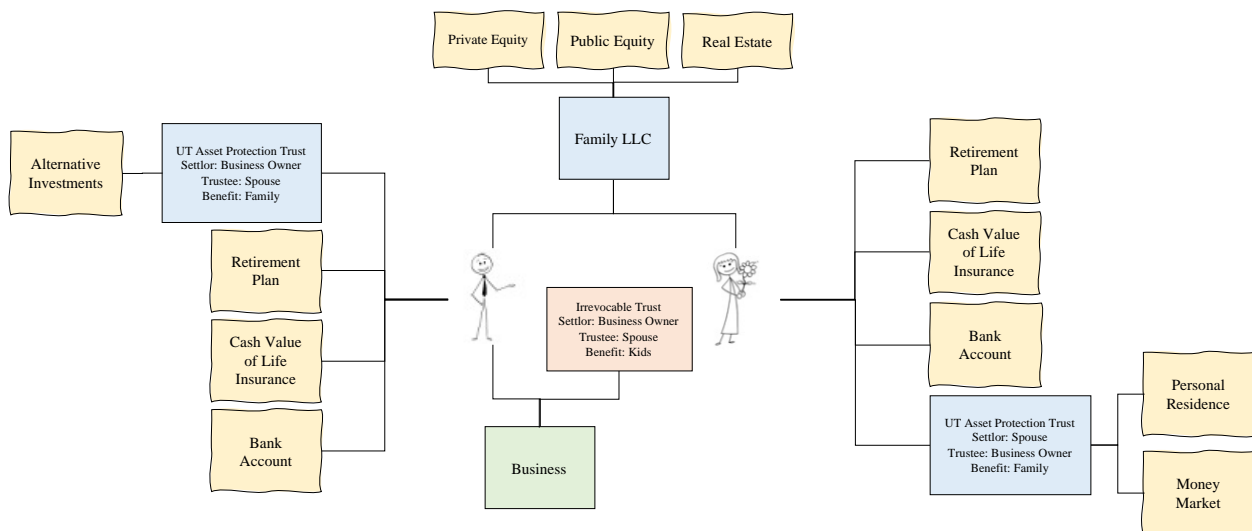 Private Equity
Public Equity
Real Estate
Family LLC
Alternative
Investments
UT Asset Protection Trust
Settlor: Business Owner
Trustee: Spouse
Benefit: Family
Retirement
Plan
Cash Value
of Life
Insurance
Bank
Account
Irrevocable Trust
Settlor: Business Owner
Trustee: Spouse
Benefit: Kids
Business
Retirement
Plan
Cash Value
of Life
Insurance
Bank
Account
UT Asset Protection Trust
Settlor: Spouse
Trustee: Business Owner
Benefit: Family
Personal
Residence
Money
Market